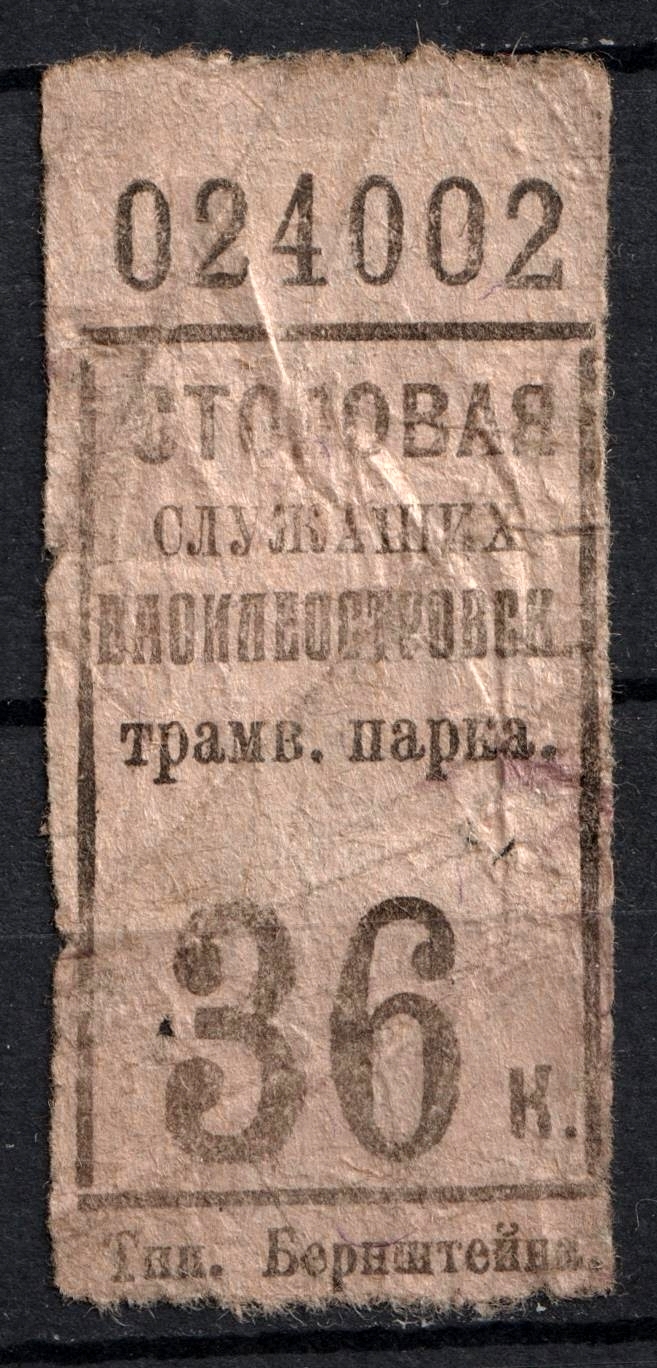 024002
СТОЛОВАЯ
СЛУЖАЩИХ
ВАСИЛЕОСТРОВСК.
трамв. парка.
36 к.
Тип. Бернштейна.